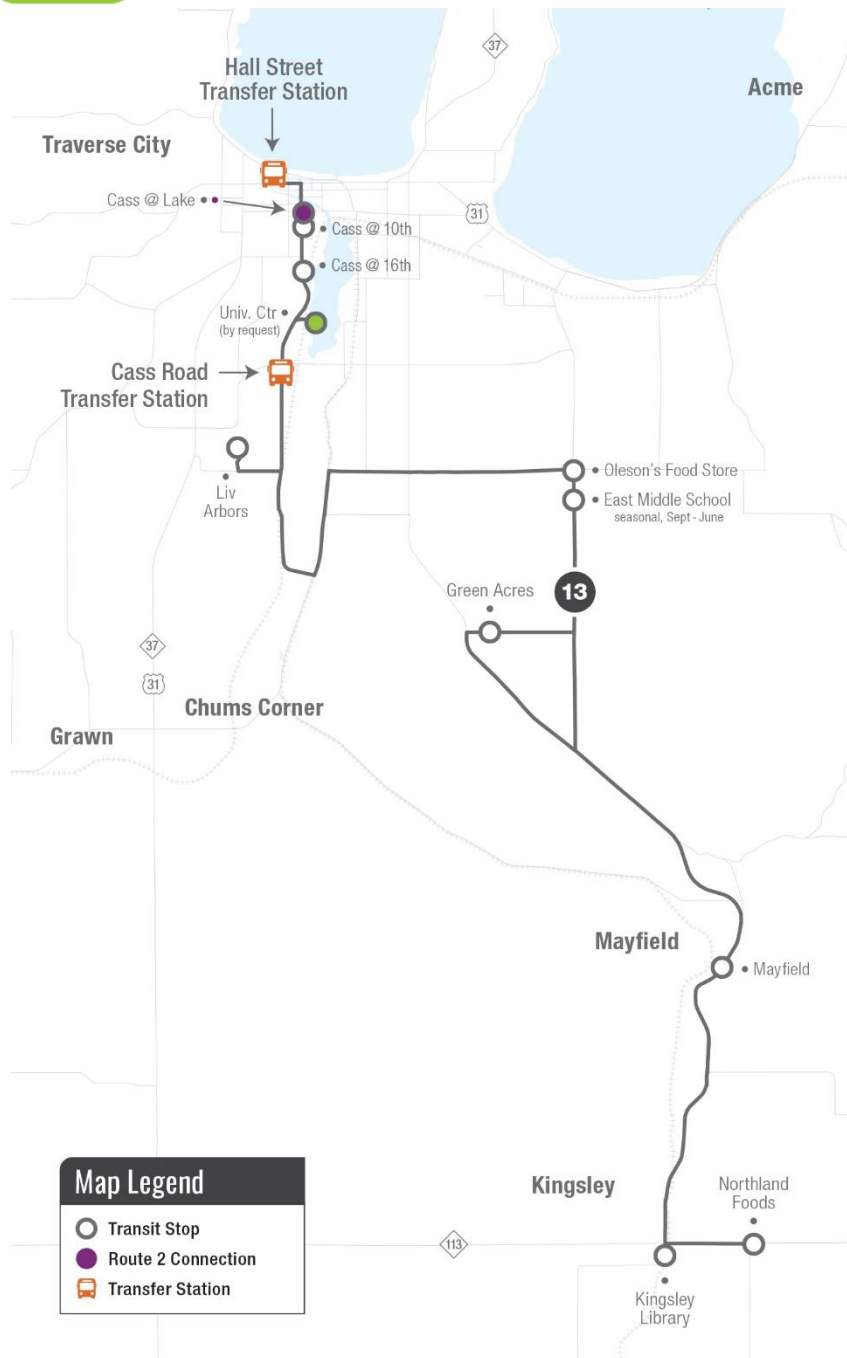 37
Hall Street
Transfer Station
Acme
Traverse City
Cass @ Lake
31
Cass @ 10th
Cass @ 16th
Univ. Ctr
(by request)
Cass Road
Transfer Station
Oleson's Food Store
Liv
Arbors
East Middle School
seasonal, Sept - June
Green Acres
13
37
31
Chums Corner
Grawn
Mayfield
Mayfield
Map Legend
Transit Stop
Route 2 Connection
Transfer Station
Kingsley
Northland
Foods
113
Kingsley
Library